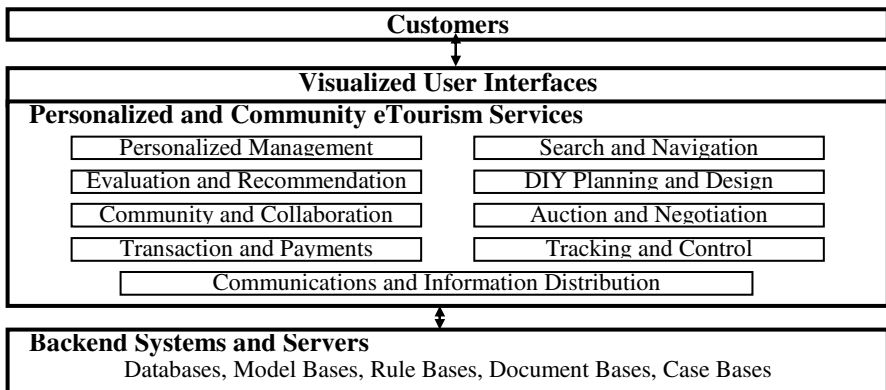 Customers
Visualized User Interfaces
Personalized and Community eTourism Services
Personalized Management
Search and Navigation
Evaluation and Recommendation
DIY Planning and Design
Community and Collaboration
Auction and Negotiation
Transaction and Payments
Tracking and Control
Communications and Information Distribution
Backend Systems and Servers
Databases, Model Bases, Rule Bases, Document Bases, Case Bases